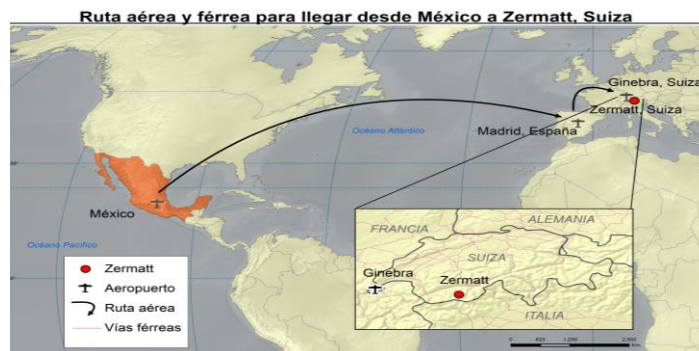 Ruta aérea y férrea para llegar desde México a Zermatt, Suiza
Ginebra, Suiza
Zermatt, Suiza
Océano Atlántico
Madrid, España
México
Océano Pacífico
ALEMANIA
FRANCIA
SUIZA
Ginebra
Zermatt
ITALIA
Zermatt
Aeropuerto
Ruta aérea
Vías férreas